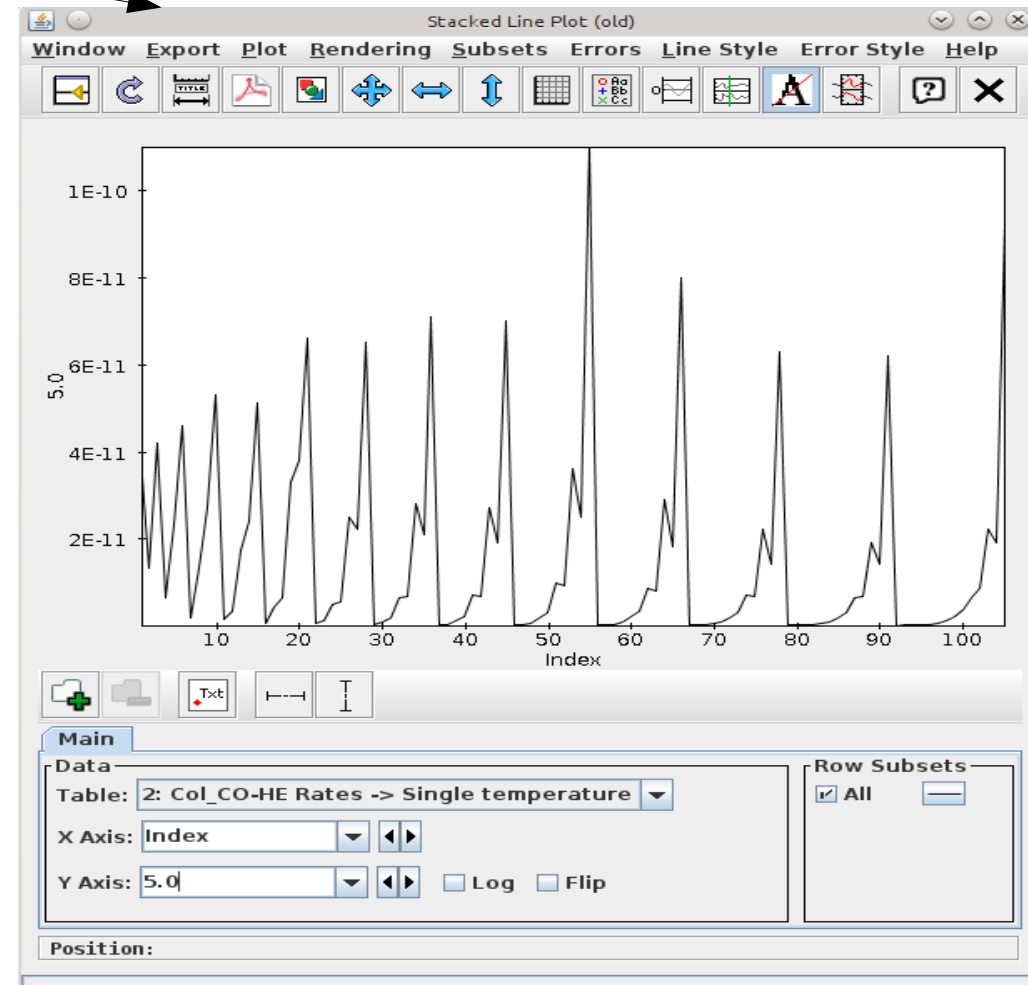 Stacked Line Plot (old)
Window Export Plot Rendering Subsets Errors Line Style Error Style Help
TITLE
Aa
Bb
Cc
A
?
1E-10
8E-11
6E-11
4E-11
2E-11
5.0
10 20 30 40 50 60 70 80 90 100
Index
Txt
Main
Data
Table: 2: Col_CO-HE Rates -> Single temperature
X Axis: Index
Y Axis: 5.0 Log Flip
Row Subsets
All
Position: